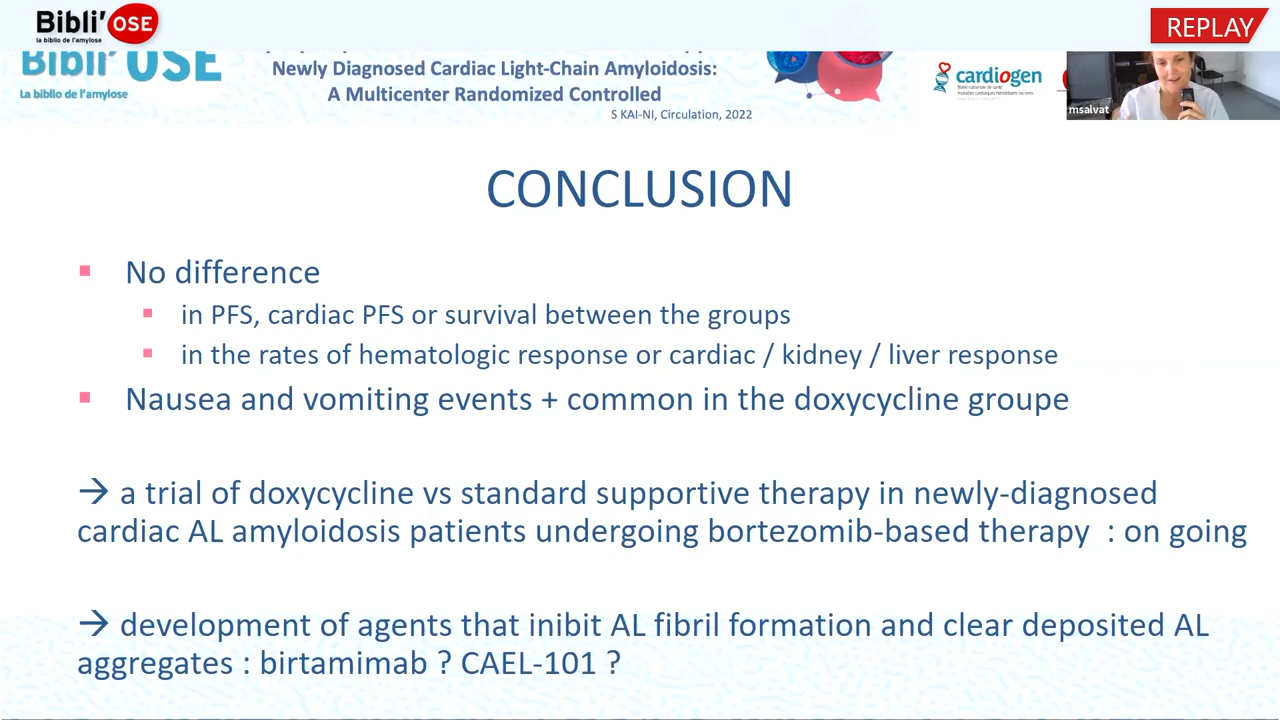 Bibli' OSE
la biblio de l'amylose
REPLAY
Bibli' OSE
La biblio de l'amylose
Newly Diagnosed Cardiac Light-Chain Amyloidosis:
A Multicenter Randomized Controlled
S KAI-NI, Circulation, 2022
cardiogen
msalvat
CONCLUSION
▪ No difference
▪ in PFS, cardiac PFS or survival between the groups
▪ in the rates of hematologic response or cardiac / kidney / liver response
▪ Nausea and vomiting events + common in the doxycycline groupe
→ a trial of doxycycline vs standard supportive therapy in newly-diagnosed
cardiac AL amyloidosis patients undergoing bortezomib-based therapy : on going
→ development of agents that inibit AL fibril formation and clear deposited AL
aggregates : birtamimab ? CAEL-101 ?